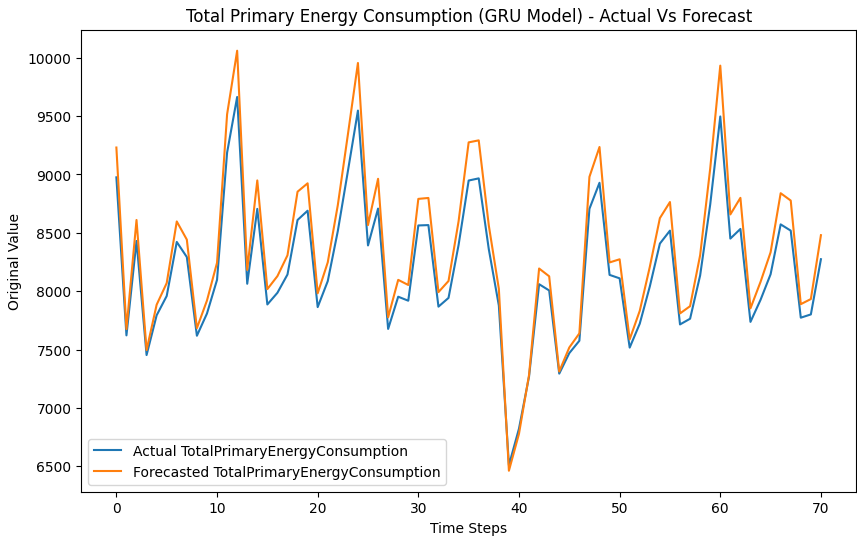 Total Primary Energy Consumption (GRU Model) - Actual Vs Forecast
Original Value
10000
9500
9000
8500
8000
7500
7000
6500
Actual TotalPrimaryEnergyConsumption
Forecasted TotalPrimaryEnergyConsumption
0 10 20 30 40 50 60 70
Time Steps